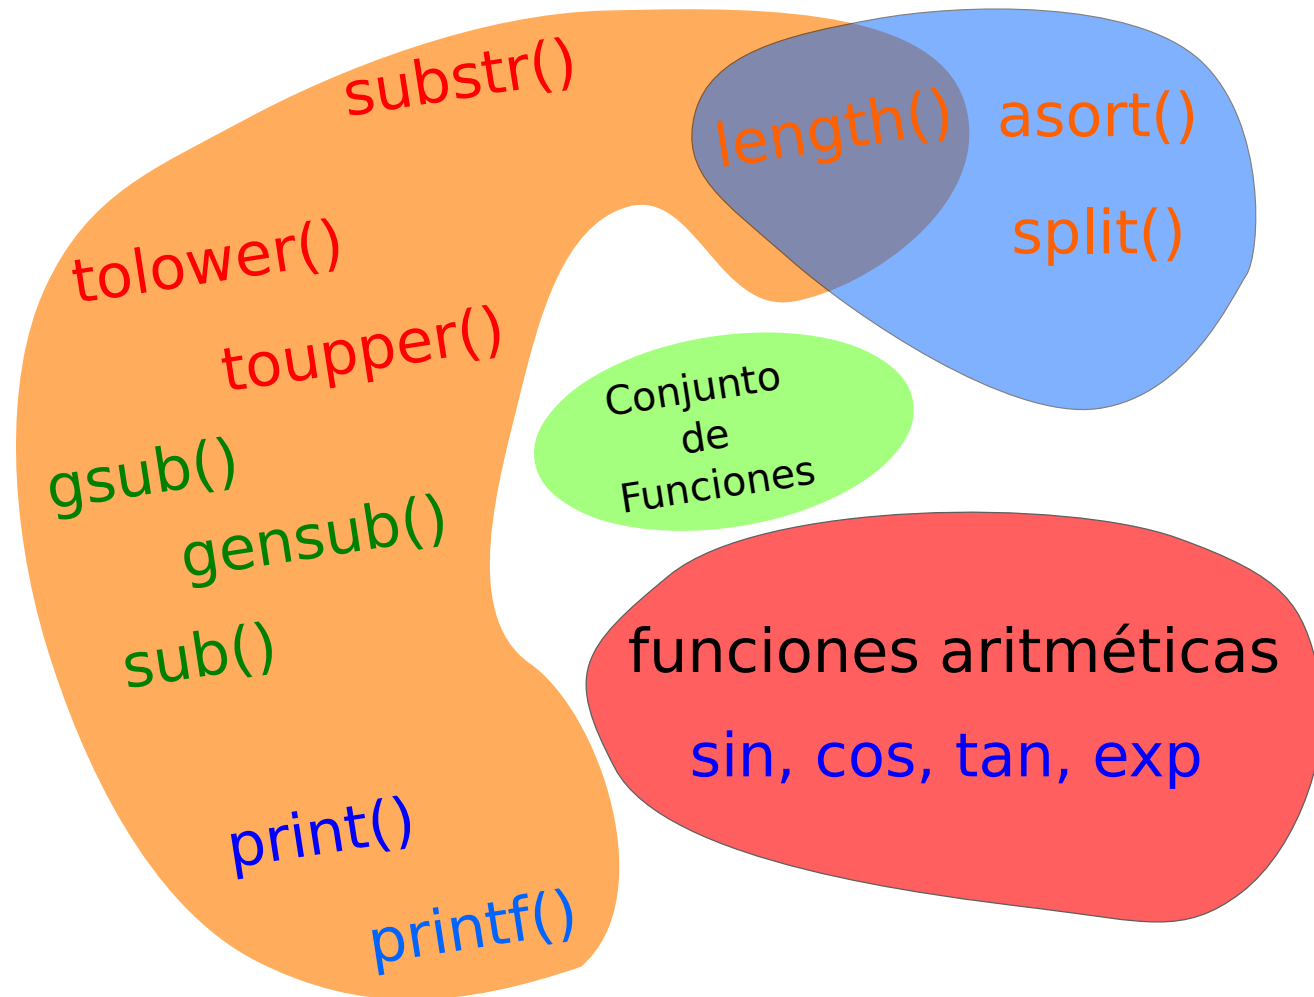 substr()
length()
asort()
split()
tolower()
toupper()
Conjunto
de
Funciones
gsub()
gensub()
sub()
funciones aritméticas
sin, cos, tan, exp
print()
printf()